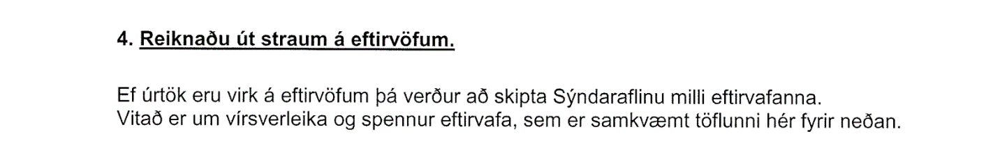 4. Reiknaðu út straum á eftirvöfum.
Ef úrtök eru virk á eftirvöfum þá verður að skipta Sýndaraflinu milli eftirvafanna.
Vitað er um vírsverleika og spennur eftirvafa, sem er samkvæmt töflunni hér fyrir neðan.